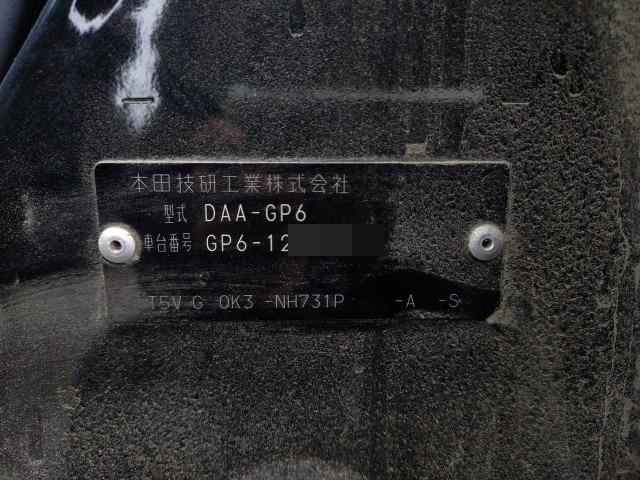 本田技研工業株式会社
型式 DAA-GP6
車台番号 GP6-12
T5V G OK3 -NH731P -A -S